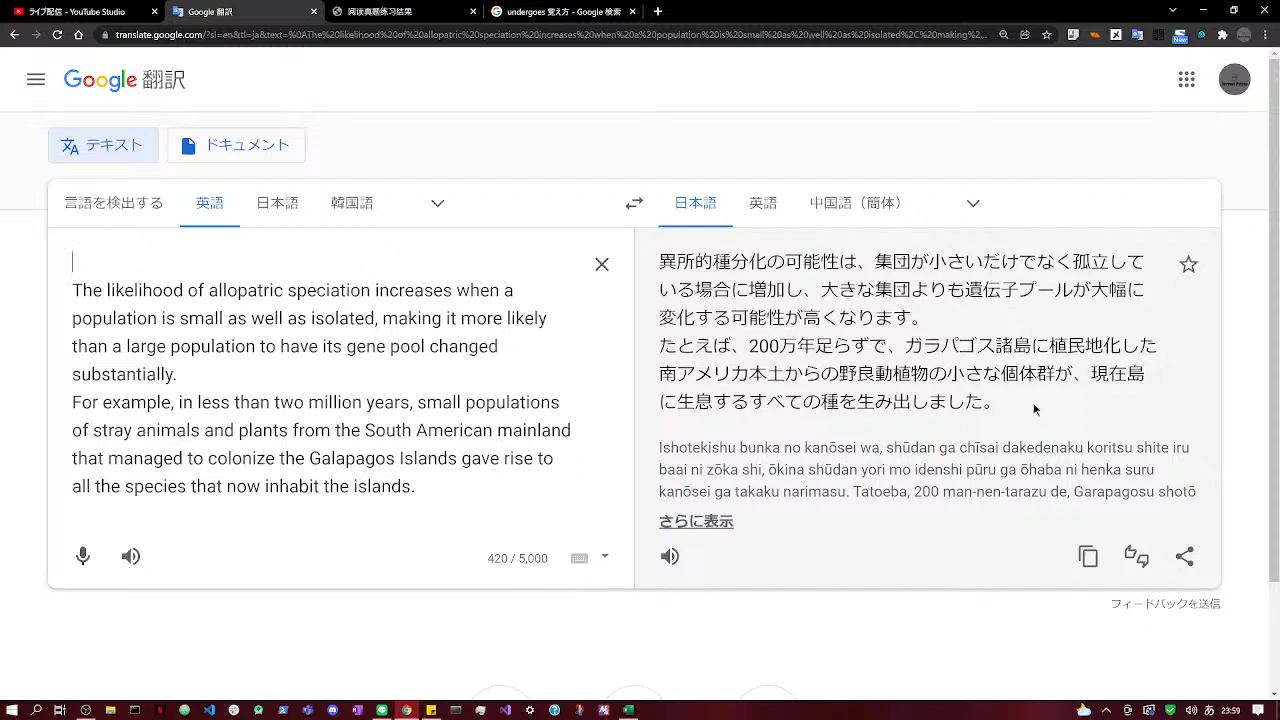 ライブ配信 - YouTube Studio
Google 翻訳
阅读真题练习结果
undergoes 覚え方 - Google 検索
translate.google.com/?sl=en&tl=ja&text=%0AThe%20likelihood%20of%20allopatric%20speciation%20increases%20when%20a%20population%20is%20small%20as%20well%20as%20isolated%2C%20making%2...
New
Google 翻訳
テキスト
ドキュメント
言語を検出する 英語 日本語 韓国語
日本語 英語 中国語（簡体）
The likelihood of allopatric speciation increases when a
population is small as well as isolated, making it more likely
than a large population to have its gene pool changed
substantially.
For example, in less than two million years, small populations
of stray animals and plants from the South American mainland
that managed to colonize the Galapagos Islands gave rise to
all the species that now inhabit the islands.
420 / 5,000
異所的種分化の可能性は、集団が小さいだけでなく孤立して
いる場合に増加し、大きな集団よりも遺伝子プールが大幅に
変化する可能性が高くなります。
たとえば、200万年足らずで、ガラパゴス諸島に植民地化した
南アメリカ本土からの野良動植物の小さな個体群が、現在島
に生息するすべての種を生み出しました。
Ishotekishu bunka no kanōsei wa, shūdan ga chīsai dakedenaku koritsu shite iru
baai ni zōka shi, ōkina shūdan yori mo idenshi pūru ga ōhaba ni henka suru
kanōsei ga takaku narimasu. Tatoeba, 200 man-nen-tarazu de, Garapagosu shotō
さらに表示
フィードバックを送信
あ 23:59